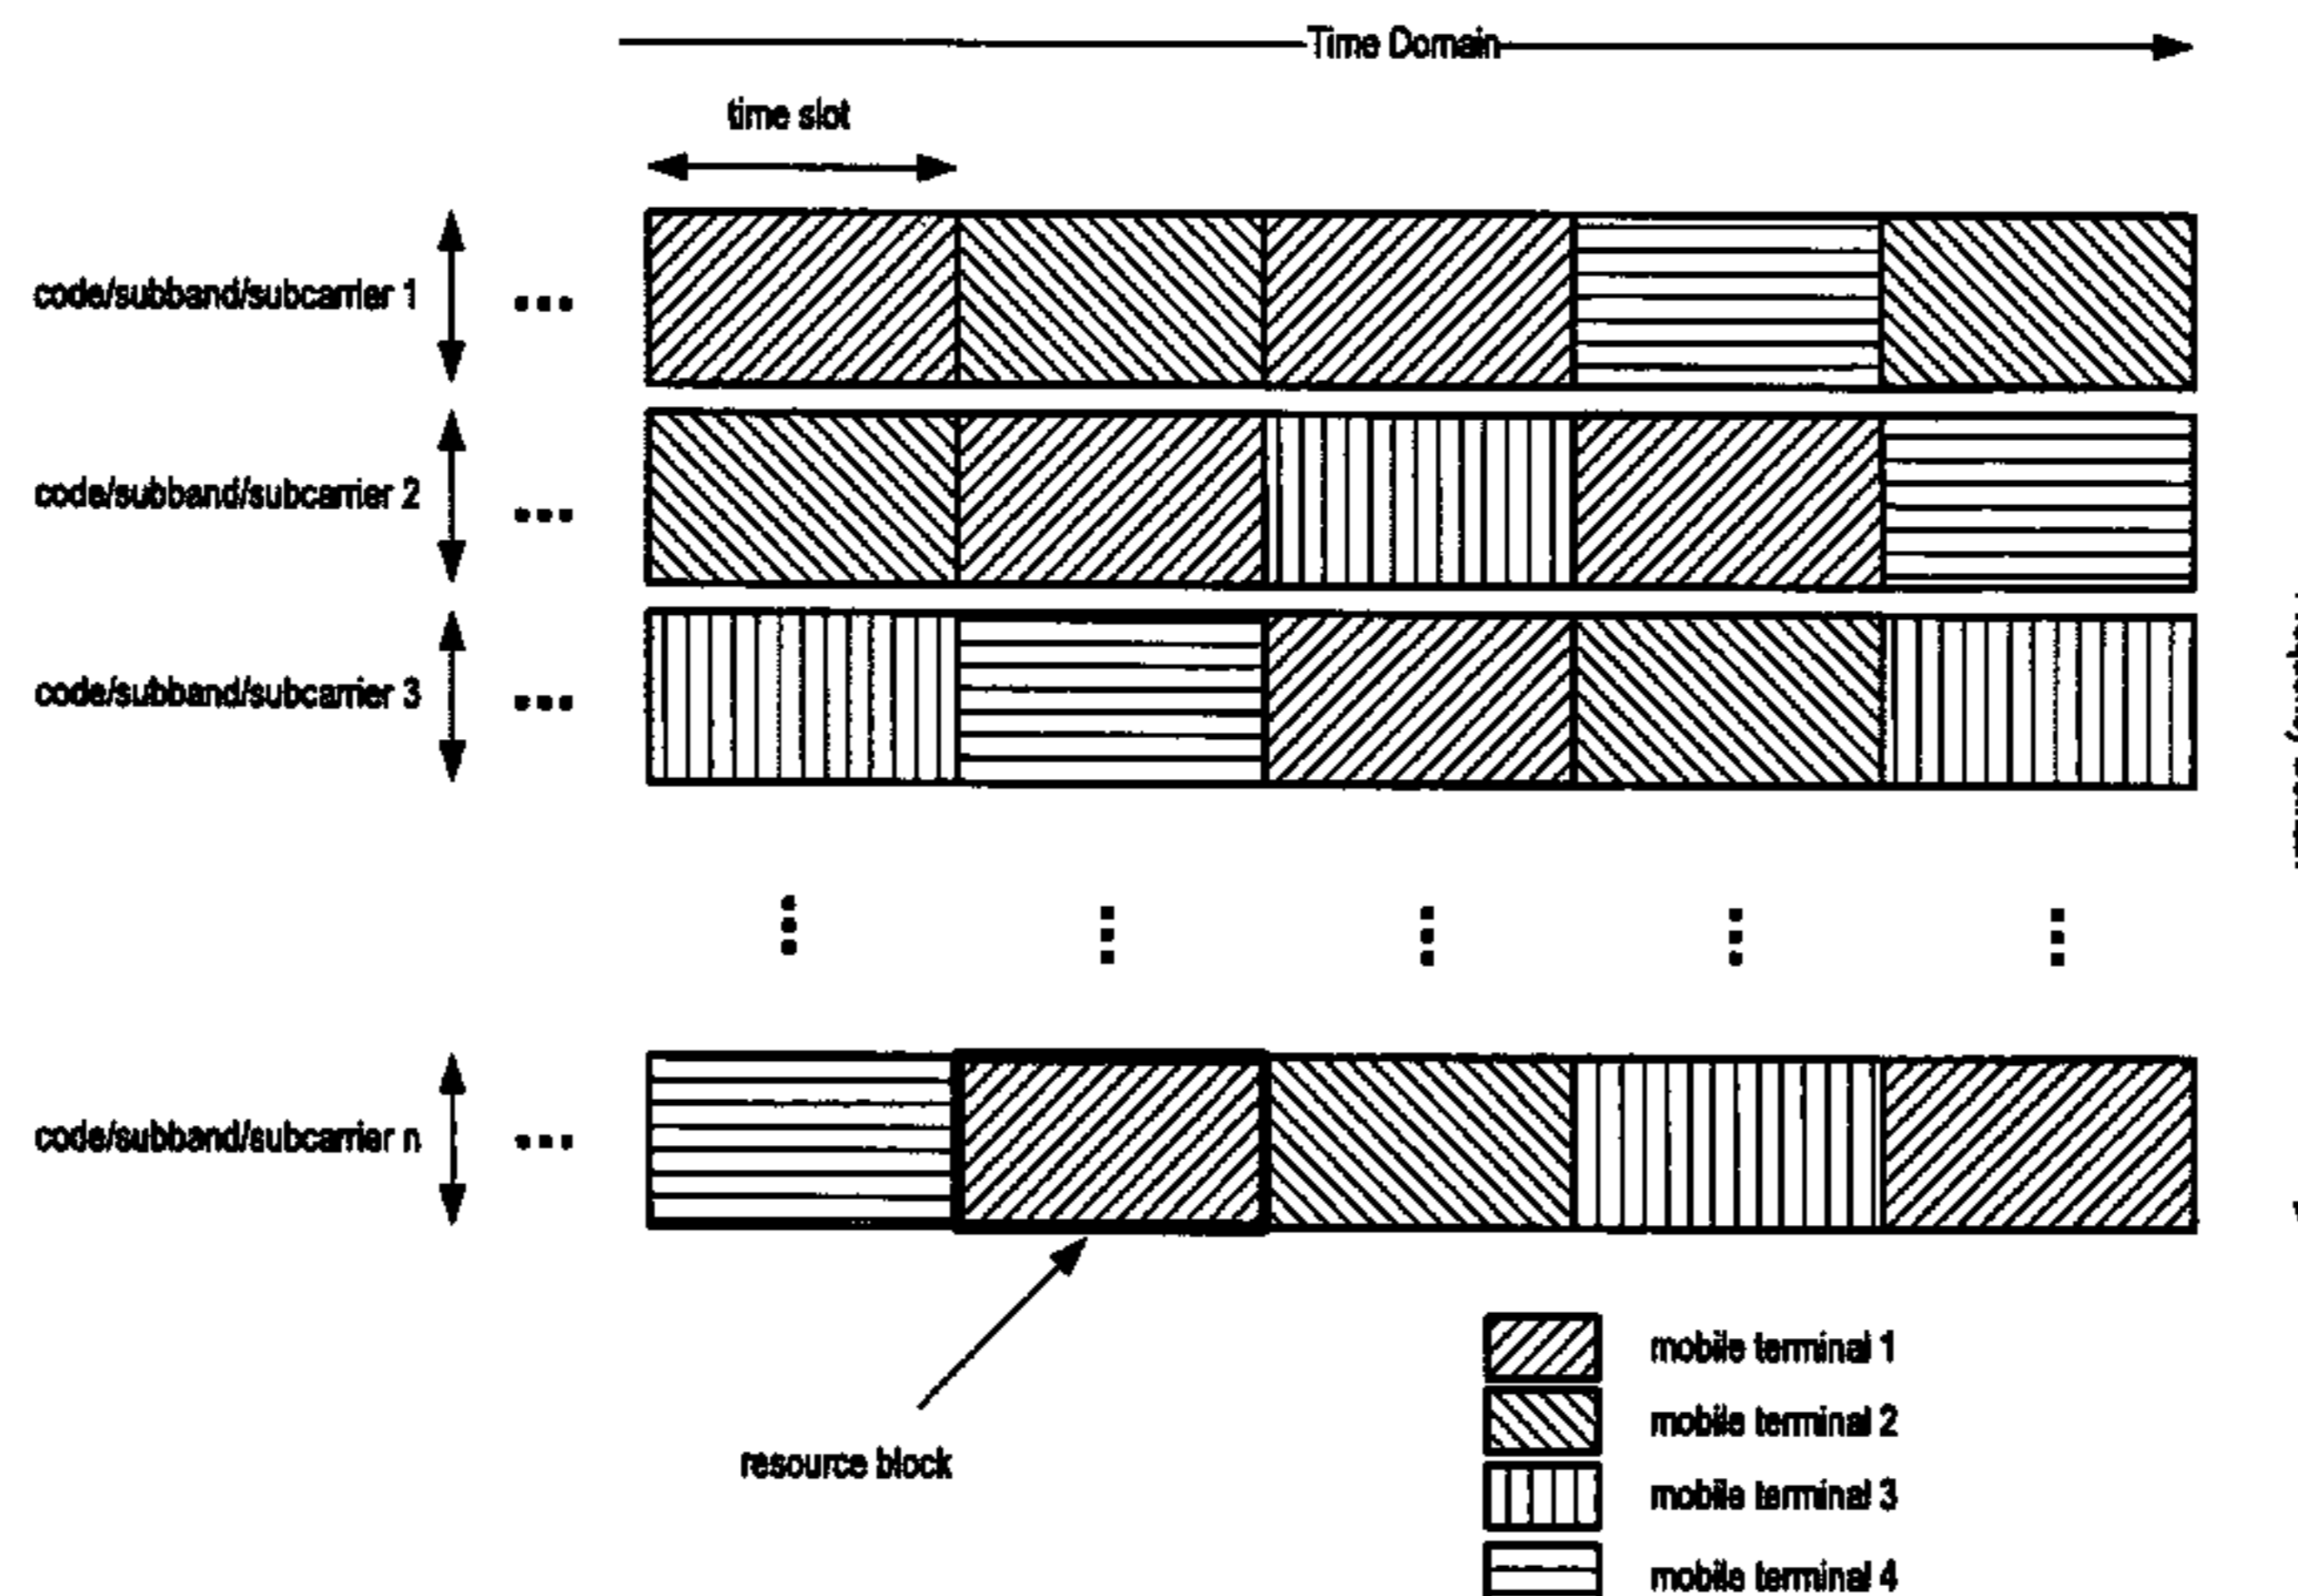 Time Domain
time slot
code/subband/subcarrier 1
code/subband/subcarrier 2
code/subband/subcarrier 3
code/subband/subcarrier n
resource block
mobile terminal 1
mobile terminal 2
mobile terminal 3
mobile terminal 4